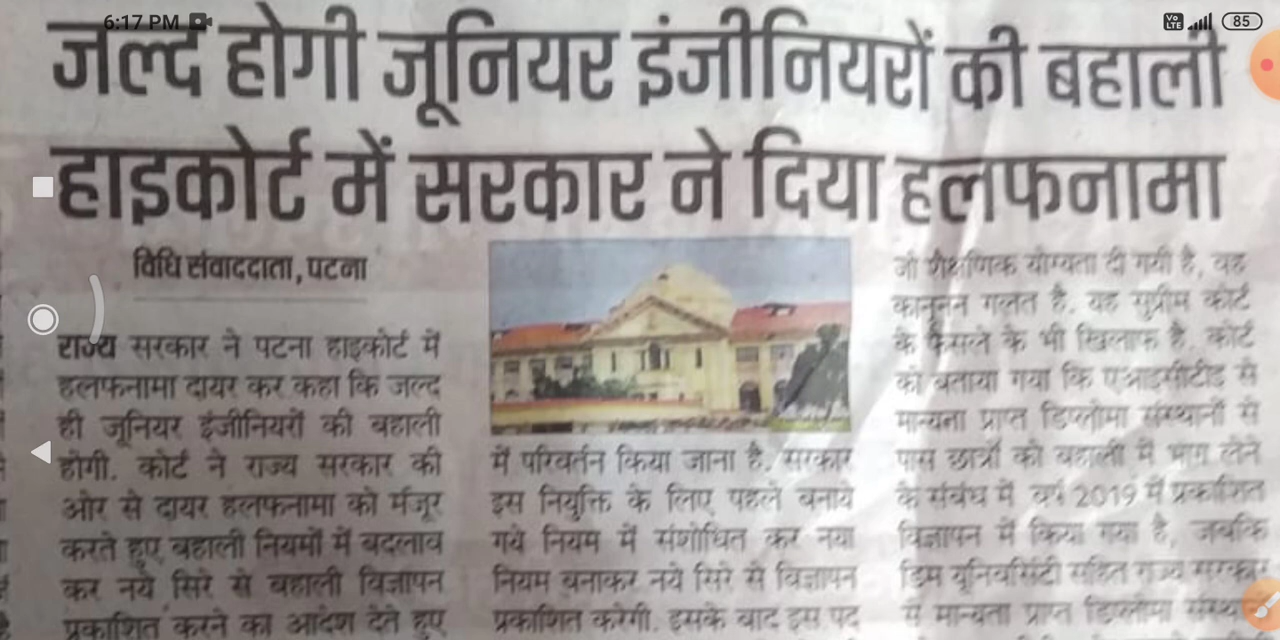 6:17 PM
Vo LTE
85
जल्द होगी जूनियर इंजीनियरों की बहाली
हाइकोर्ट में सरकार ने दिया हलफनामा
विधि संवाददाता, पटना
राज्य सरकार ने पटना हाइकोर्ट में
हलफनामा दायर कर कहा कि जल्द
ही जूनियर इंजीनियरों की बहाली
होगी. कोर्ट ने राज्य सरकार की
ओर से दायर हलफनामा को मंजूर
करते हुए बहाली नियमों में बदलाव
कर नये सिरे से बहाली विज्ञापन
प्रकाशित करने का आदेश देते हुए
में परिवर्तन किया जाना है. सरकार
इस नियुक्ति के लिए पहले बनाये
गये नियम में संशोधित कर नया
नियम बनाकर नये सिरे से विज्ञापन
प्रकाशित करेगी. इसके बाद इस पद
जो शैक्षणिक योग्यता दी गयी है, वह
कानूनन गलत है. यह सुप्रीम कोर्ट
के फैसले के भी खिलाफ है. कोर्ट
को बताया गया कि एआइसीटीइ से
मान्यता प्राप्त डिप्लोमा संस्थानों से
पास छात्रों को बहाली में भाग लेने
के संबंध में वर्ष 2019 में प्रकाशित
विज्ञापन में किया गया है, जबकि
डिम यूनिवर्सिटी सहित राज्य सरकार
से मान्यता प्राप्त डिप्लोमा